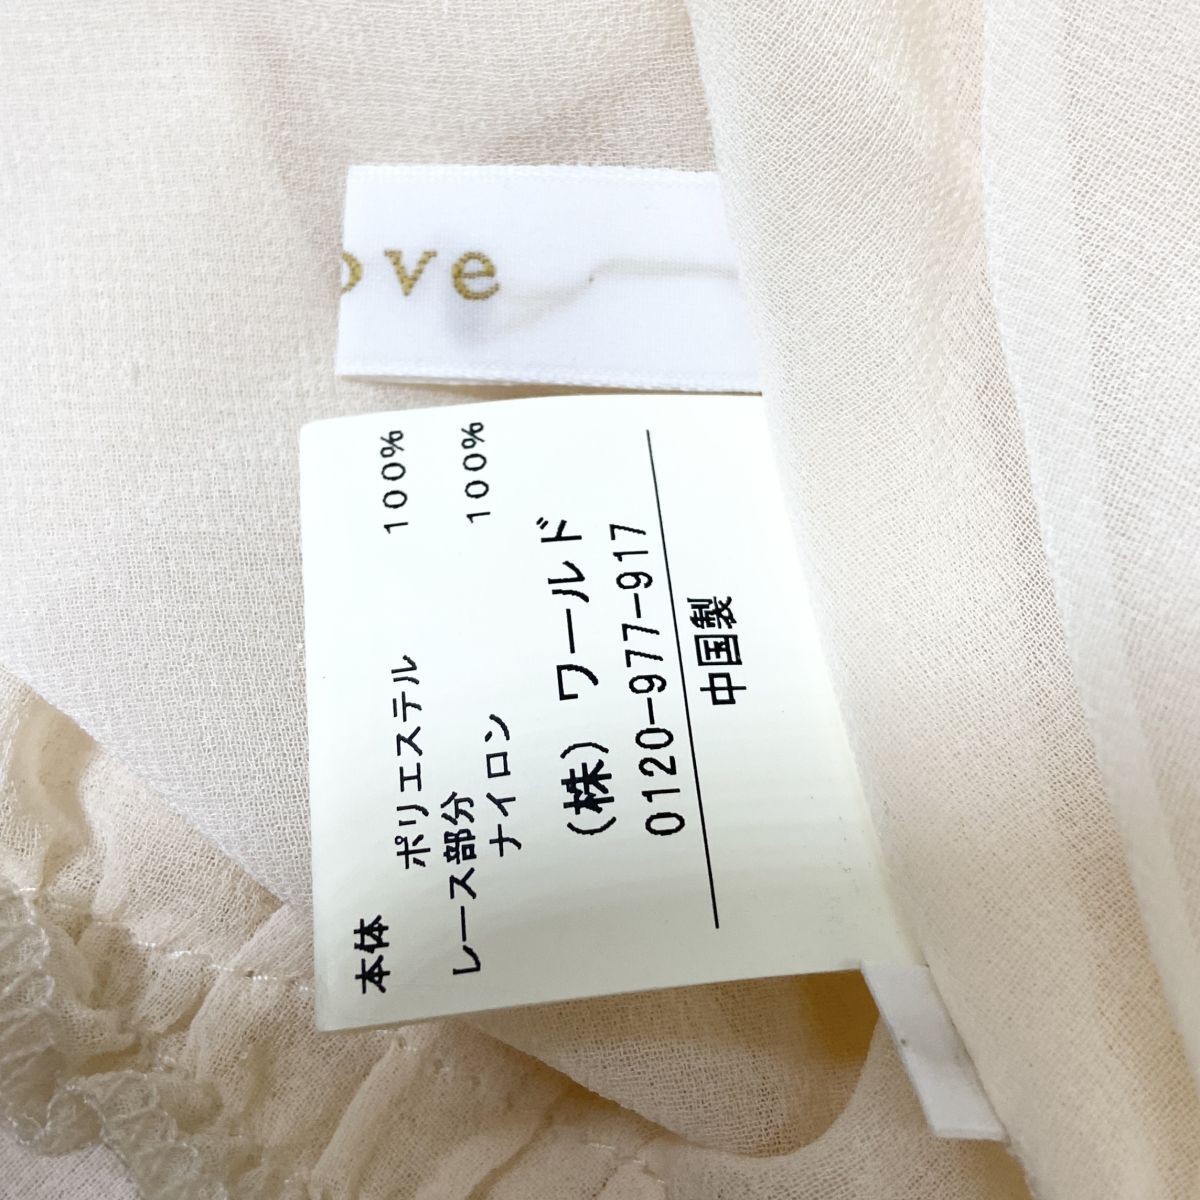 ove
本体
ポリエステル 100%
レース部分
ナイロン 100%
(株) ワールド
0120-977-917
中国製